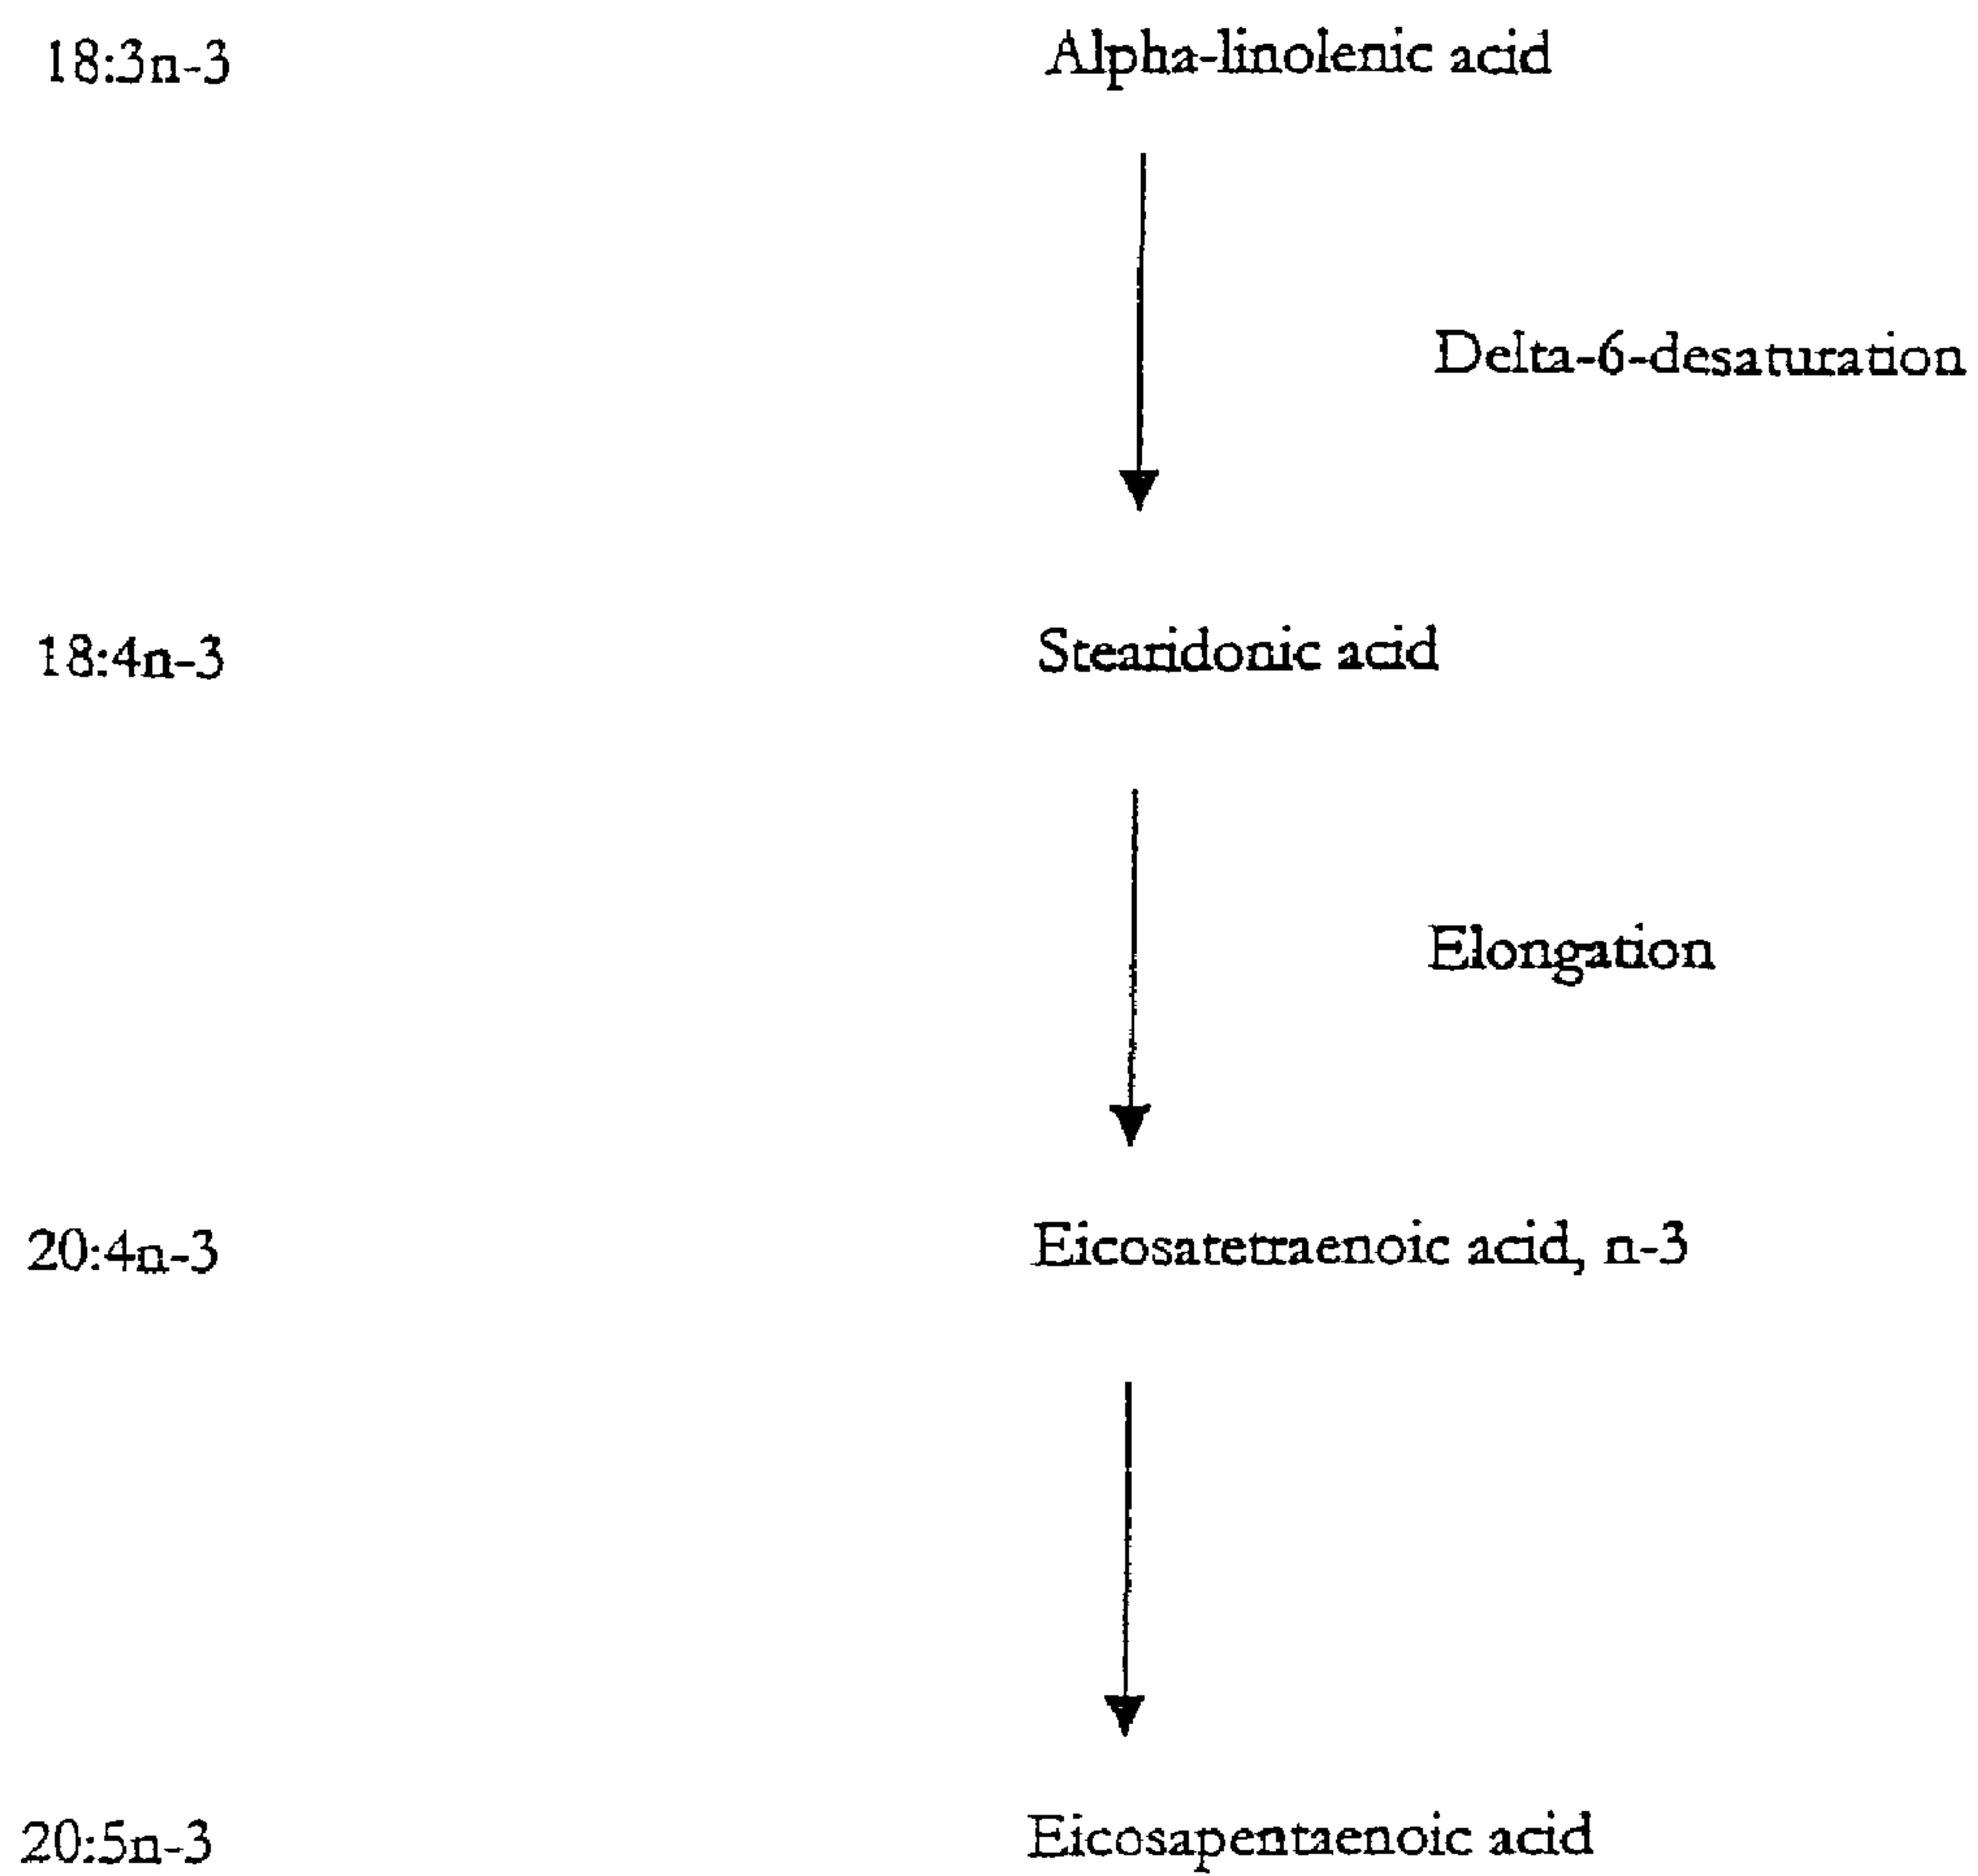 18:3n-3 Alpha-linolenic acid
Delta-6-desaturation
18:4n-3 Stearidonic acid
Elongation
20:4n-3 Eicosatetraenoic acid, n-3
20:5n-3 Eicosapentaenoic acid